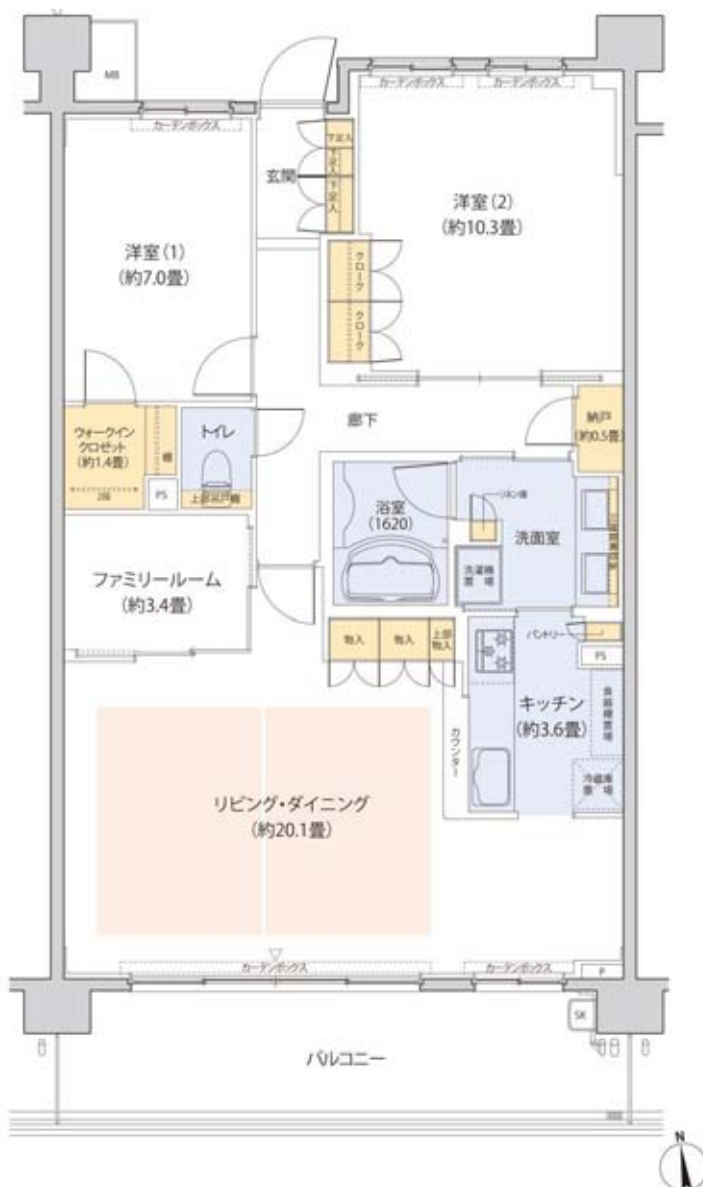 MB
カーテンボックス
カーテンボックス
カーテンボックス
玄関
下足入
下足入
下足入
洋室(1)
(約7.0畳)
洋室(2)
(約10.3畳)
クローク
クローク
ウォークイン
クロゼット
(約1.4畳)
棚
2段
PS
トイレ
上部吊戸棚
廊下
納戸
(約0.5畳)
浴室
(1620)
リネン庫
洗面室
洗濯機
置場
ファミリールーム
(約3.4畳)
物入
物入
上部
物入
パントリー
PS
キッチン
(約3.6畳)
食器棚置場
カウンター
冷蔵庫
置場
リビング・ダイニング
(約20.1畳)
カーテンボックス
カーテンボックス
P
SK
バルコニー
N